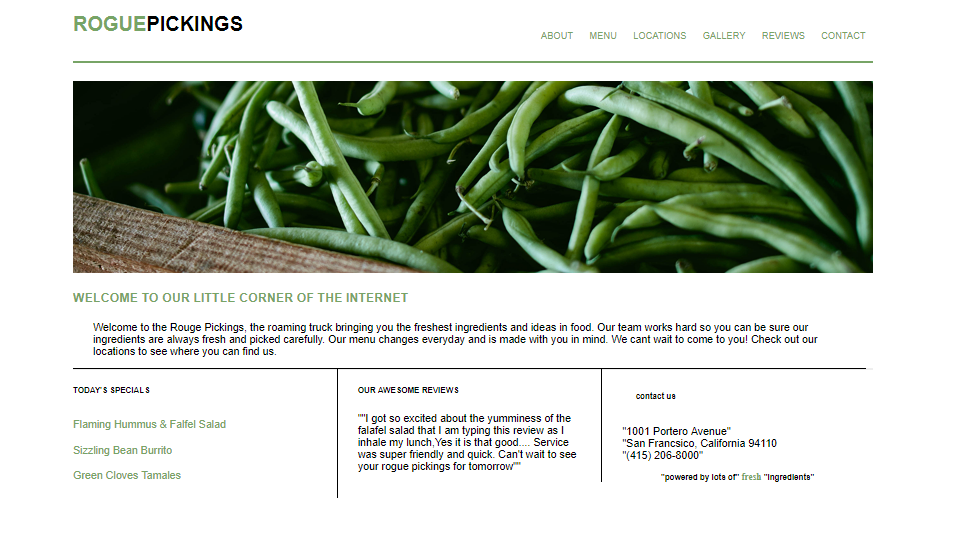 ROGUEPICKINGS
ABOUT MENU LOCATIONS GALLERY REVIEWS CONTACT
WELCOME TO OUR LITTLE CORNER OF THE INTERNET
Welcome to the Rouge Pickings, the roaming truck bringing you the freshest ingredients and ideas in food. Our team works hard so you can be sure our
ingredients are always fresh and picked carefully. Our menu changes everyday and is made with you in mind. We cant wait to come to you! Check out our
locations to see where you can find us.
TODAY'S SPECIALS
Flaming Hummus & Falfel Salad
Sizzling Bean Burrito
Green Cloves Tamales
OUR AWESOME REVIEWS
""I got so excited about the yumminess of the
falafel salad that I am typing this review as I
inhale my lunch,Yes it is that good.... Service
was super friendly and quick. Can't wait to see
your rogue pickings for tomorrow""
contact us
"1001 Portero Avenue"
"San Francsico, California 94110
"(415) 206-8000"
"powered by lots of" fresh "ingredients"